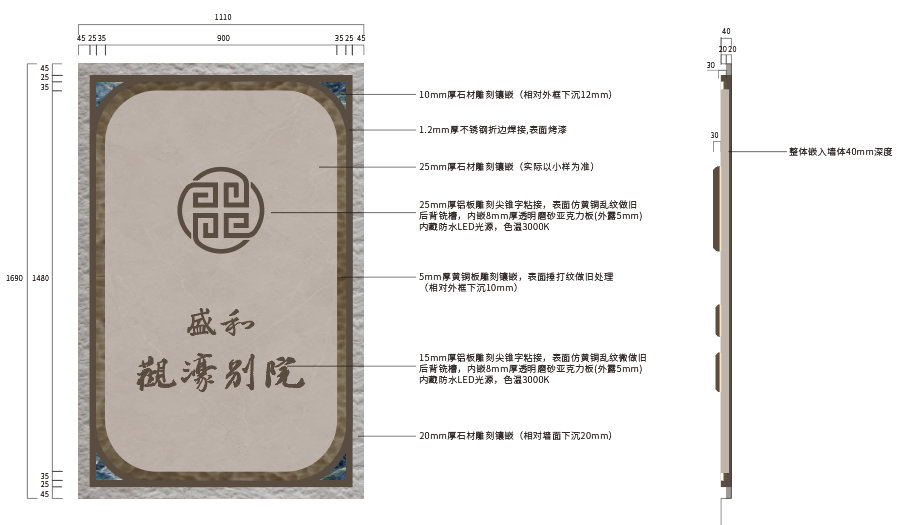 1110
45 25 35 900 35 25 45
45
25
35
1690 1480
35
25
45
盛和
觀濠别院
10mm厚石材雕刻镶嵌（相对外框下沉12mm）
1.2mm厚不锈钢折边焊接,表面烤漆
25mm厚石材雕刻镶嵌（实际以小样为准）
25mm厚铝板雕刻尖锥字粘接，表面仿黄铜乱纹做旧
后背铣槽，内嵌8mm厚透明磨砂亚克力板(外露5mm)
内藏防水LED光源，色温3000K
5mm厚黄铜板雕刻镶嵌，表面捶打纹做旧处理
（相对外框下沉10mm）
15mm厚铝板雕刻尖锥字粘接，表面仿黄铜乱纹微做旧
后背铣槽，内嵌8mm厚透明磨砂亚克力板(外露5mm)
内藏防水LED光源，色温3000K
20mm厚石材雕刻镶嵌（相对墙面下沉20mm）
40
20 20
30
30
整体嵌入墙体40mm深度